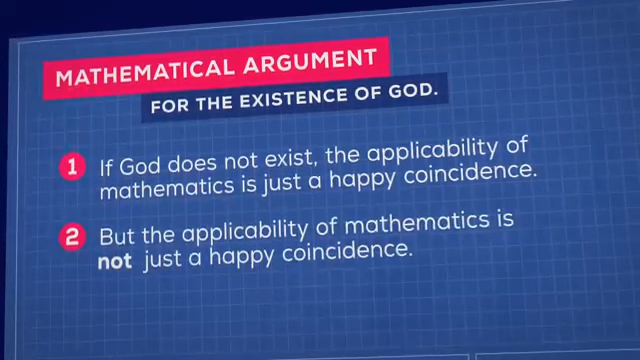 MATHEMATICAL ARGUMENT
FOR THE EXISTENCE OF GOD.
1 If God does not exist, the applicability of
mathematics is just a happy coincidence.
2 But the applicability of mathematics is
not just a happy coincidence.